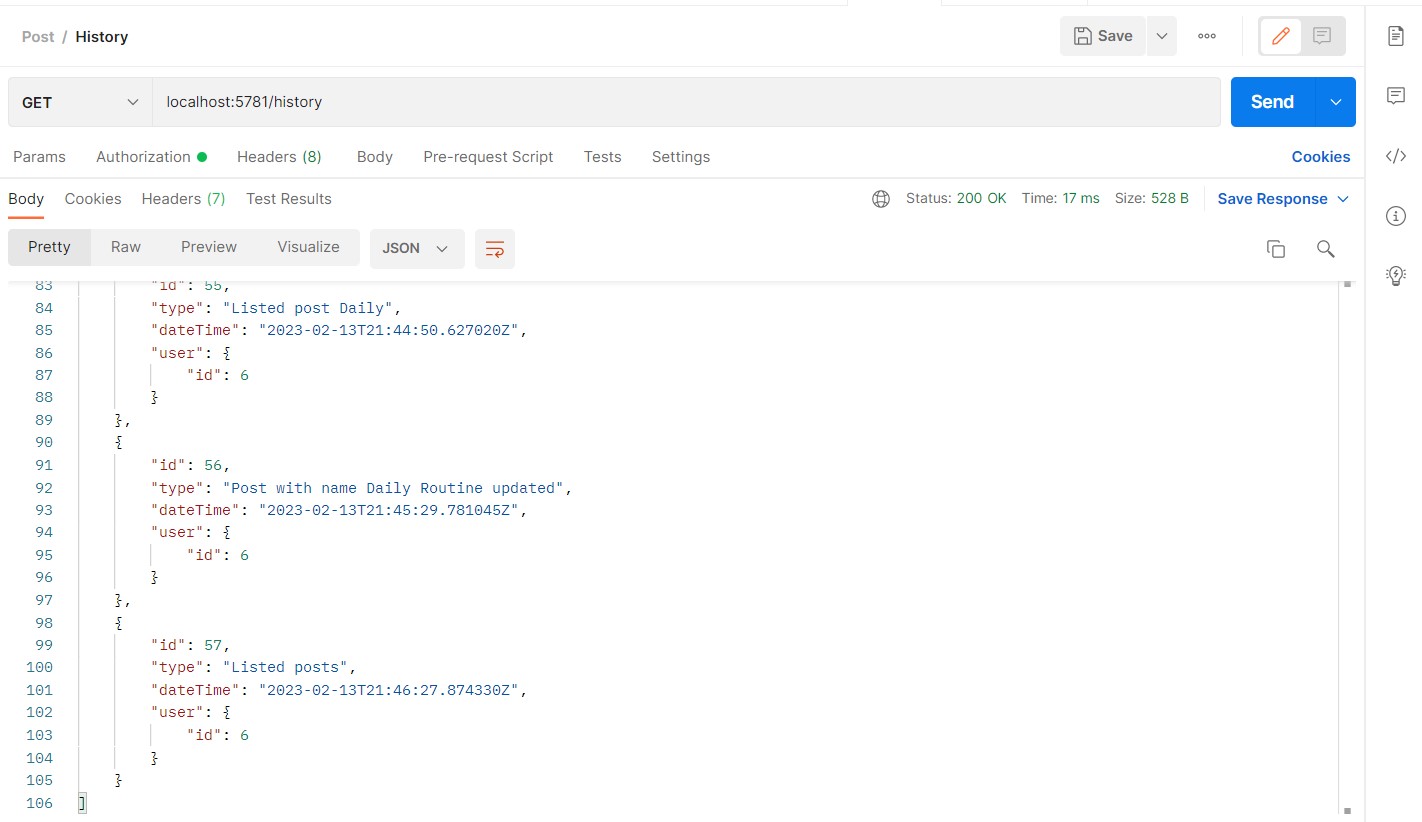 Post / History
Save
GET
localhost:5781/history
Send
Params Authorization Headers (8) Body Pre-request Script Tests Settings Cookies
Body Cookies Headers (7) Test Results Status: 200 OK Time: 17 ms Size: 528 B Save Response
Pretty Raw Preview Visualize JSON
83 "id": 55,
84 "type": "Listed post Daily",
85 "dateTime": "2023-02-13T21:44:50.627020Z",
86 "user": {
87 "id": 6
88 }
89 },
90 {
91 "id": 56,
92 "type": "Post with name Daily Routine updated",
93 "dateTime": "2023-02-13T21:45:29.781045Z",
94 "user": {
95 "id": 6
96 }
97 },
98 {
99 "id": 57,
100 "type": "Listed posts",
101 "dateTime": "2023-02-13T21:46:27.874330Z",
102 "user": {
103 "id": 6
104 }
105 }
106 ]